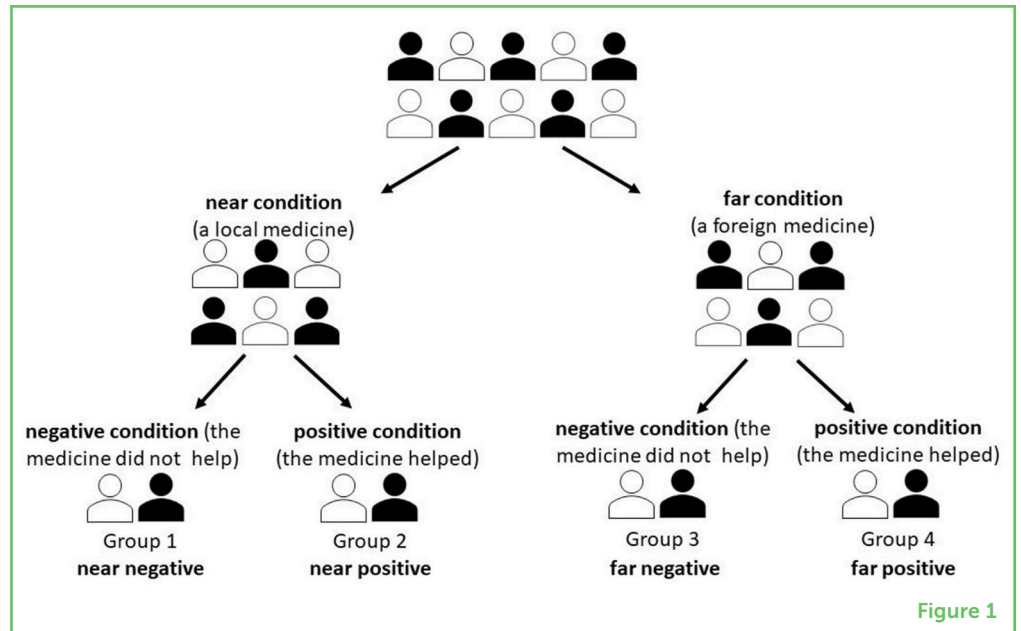 near condition
(a local medicine)
far condition
(a foreign medicine)
negative condition (the
medicine did not help)
positive condition
(the medicine helped)
negative condition (the
medicine did not help)
positive condition
(the medicine helped)
Group 1
near negative
Group 2
near positive
Group 3
far negative
Group 4
far positive
Figure 1